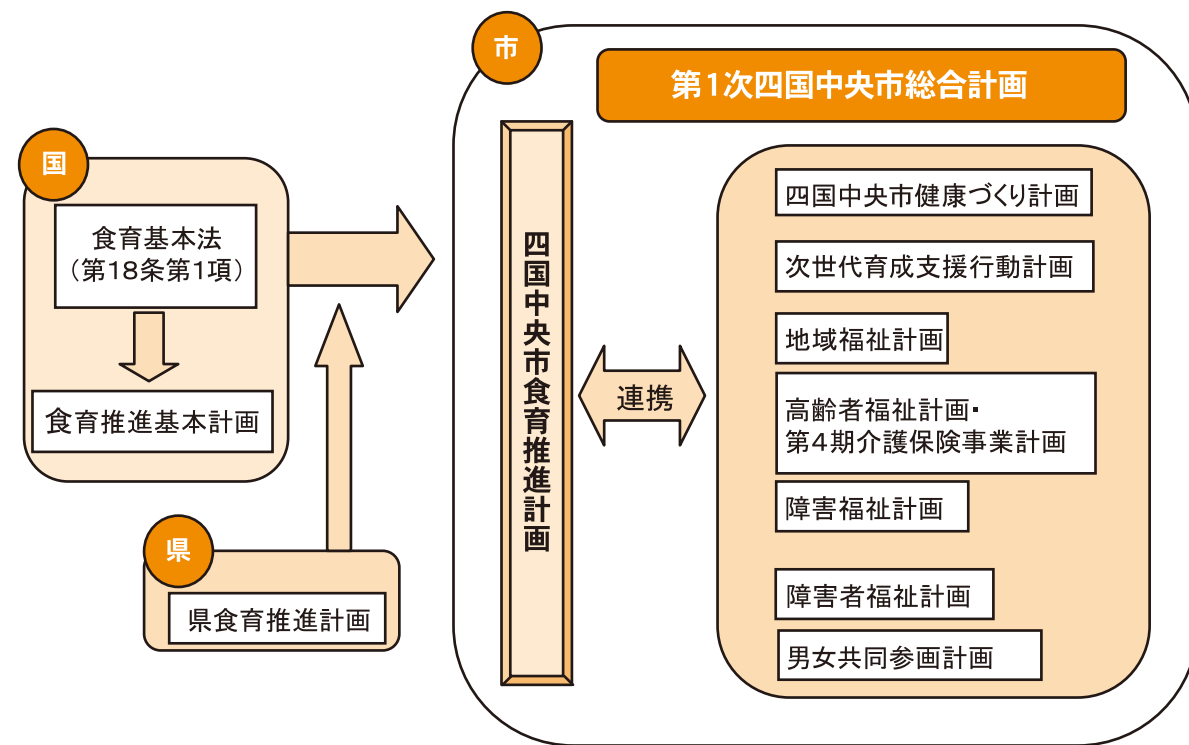 国
食育基本法
（第18条第1項）
食育推進基本計画
県
県食育推進計画
市
第1次四国中央市総合計画
四国中央市食育推進計画
連携
四国中央市健康づくり計画
次世代育成支援行動計画
地域福祉計画
高齢者福祉計画・
第4期介護保険事業計画
障害福祉計画
障害者福祉計画
男女共同参画計画